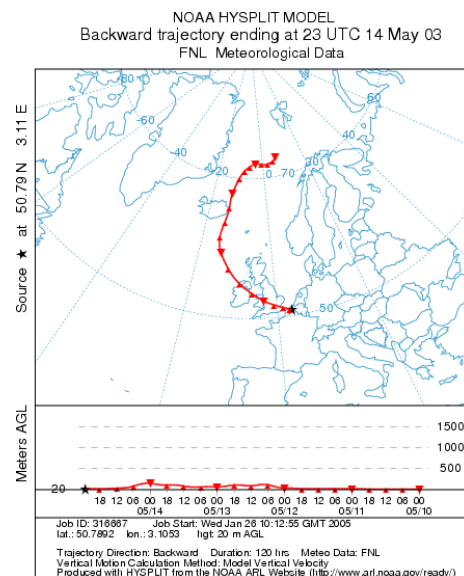 NOAA HYSPLIT MODEL
Backward trajectory ending at 23 UTC 14 May 03
FNL Meteorological Data
Source ★ at 50.79 N 3.11 E
-80
-60
-40
-20
0
-70
50
-60
-50
Meters AGL
1500
1000
500
20
18 12 06 00 18 12 06 00 18 12 06 00 18 12 06 00 18 12 06 00
05/14 05/13 05/12 05/11 05/10
Job ID: 316667 Job Start: Wed Jan 26 10:12:55 GMT 2005
lat.: 50.7892 lon.: 3.1053 hgt: 20 m AGL
Trajectory Direction: Backward Duration: 120 hrs Meteo Data: FNL
Vertical Motion Calculation Method: Model Vertical Velocity
Produced with HYSPLIT from the NOAA ARL Website (http://www.arl.noaa.gov/ready/)